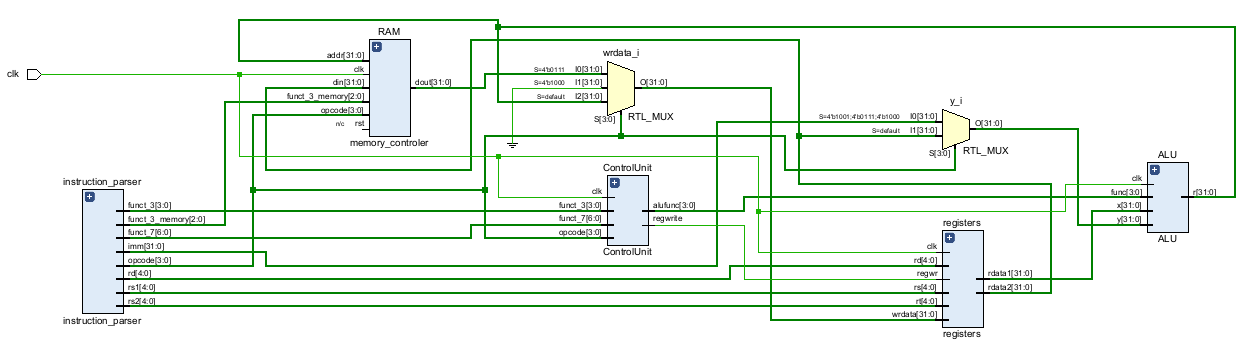 clk
RAM
addr[31:0]
clk
din[31:0]
funct_3_memory[2:0]
opcode[3:0]
n/c rst
dout[31:0]
memory_controler
wrdata_i
S=4'b0111 I0[31:0]
S=4'b1000 I1[31:0]
S=default I2[31:0]
O[31:0]
S[3:0]
RTL_MUX
y_i
S=4'b1001;4'b0111;4'b1000 I0[31:0]
S=default I1[31:0]
O[31:0]
S[3:0]
RTL_MUX
instruction_parser
funct_3[3:0]
funct_3_memory[2:0]
funct_7[6:0]
imm[31:0]
opcode[3:0]
rd[4:0]
rs1[4:0]
rs2[4:0]
instruction_parser
ControlUnit
clk
funct_3[3:0]
funct_7[6:0]
opcode[3:0]
alufunc[3:0]
regwrite
ControlUnit
registers
clk
rd[4:0]
regwr
rs[4:0]
rt[4:0]
wrdata[31:0]
rdata1[31:0]
rdata2[31:0]
registers
ALU
clk
func[3:0]
x[31:0]
y[31:0]
r[31:0]
ALU